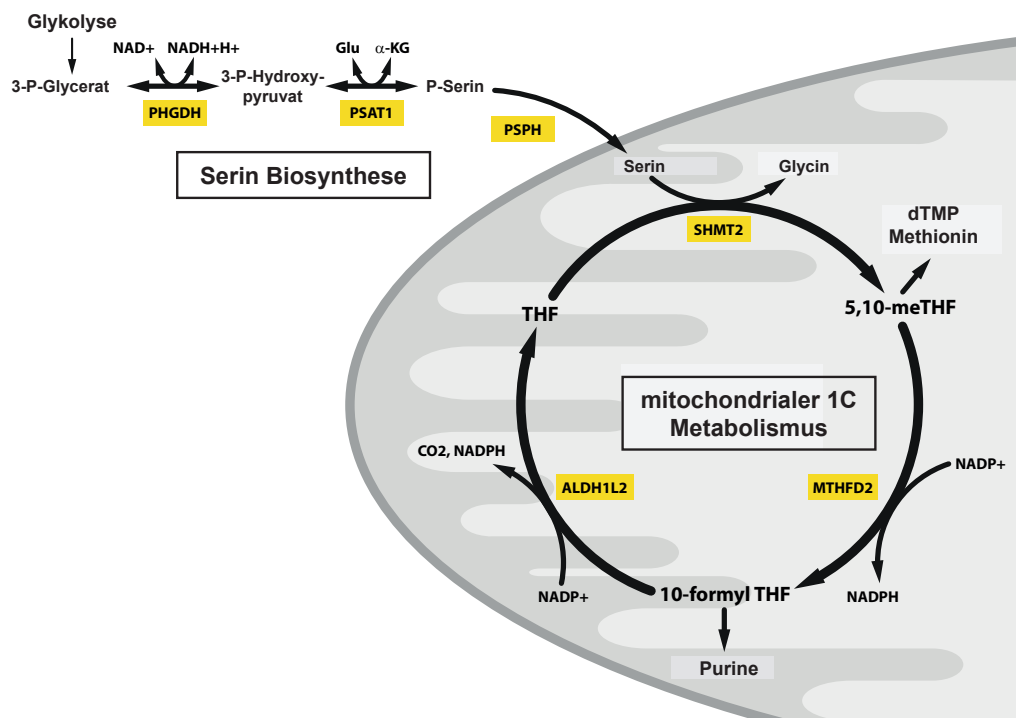 Glykolyse
NAD+
NADH+H+
Glu
α-KG
3-P-Glycerat
3-P-Hydroxy-
pyruvat
P-Serin
PHGDH
PSAT1
PSPH
Serin Biosynthese
Serin
Glycin
SHMT2
dTMP
Methionin
THF
5,10-meTHF
mitochondrialer 1C
Metabolismus
CO2, NADPH
NADP+
ALDH1L2
MTHFD2
NADP+
10-formyl THF
NADPH
Purine